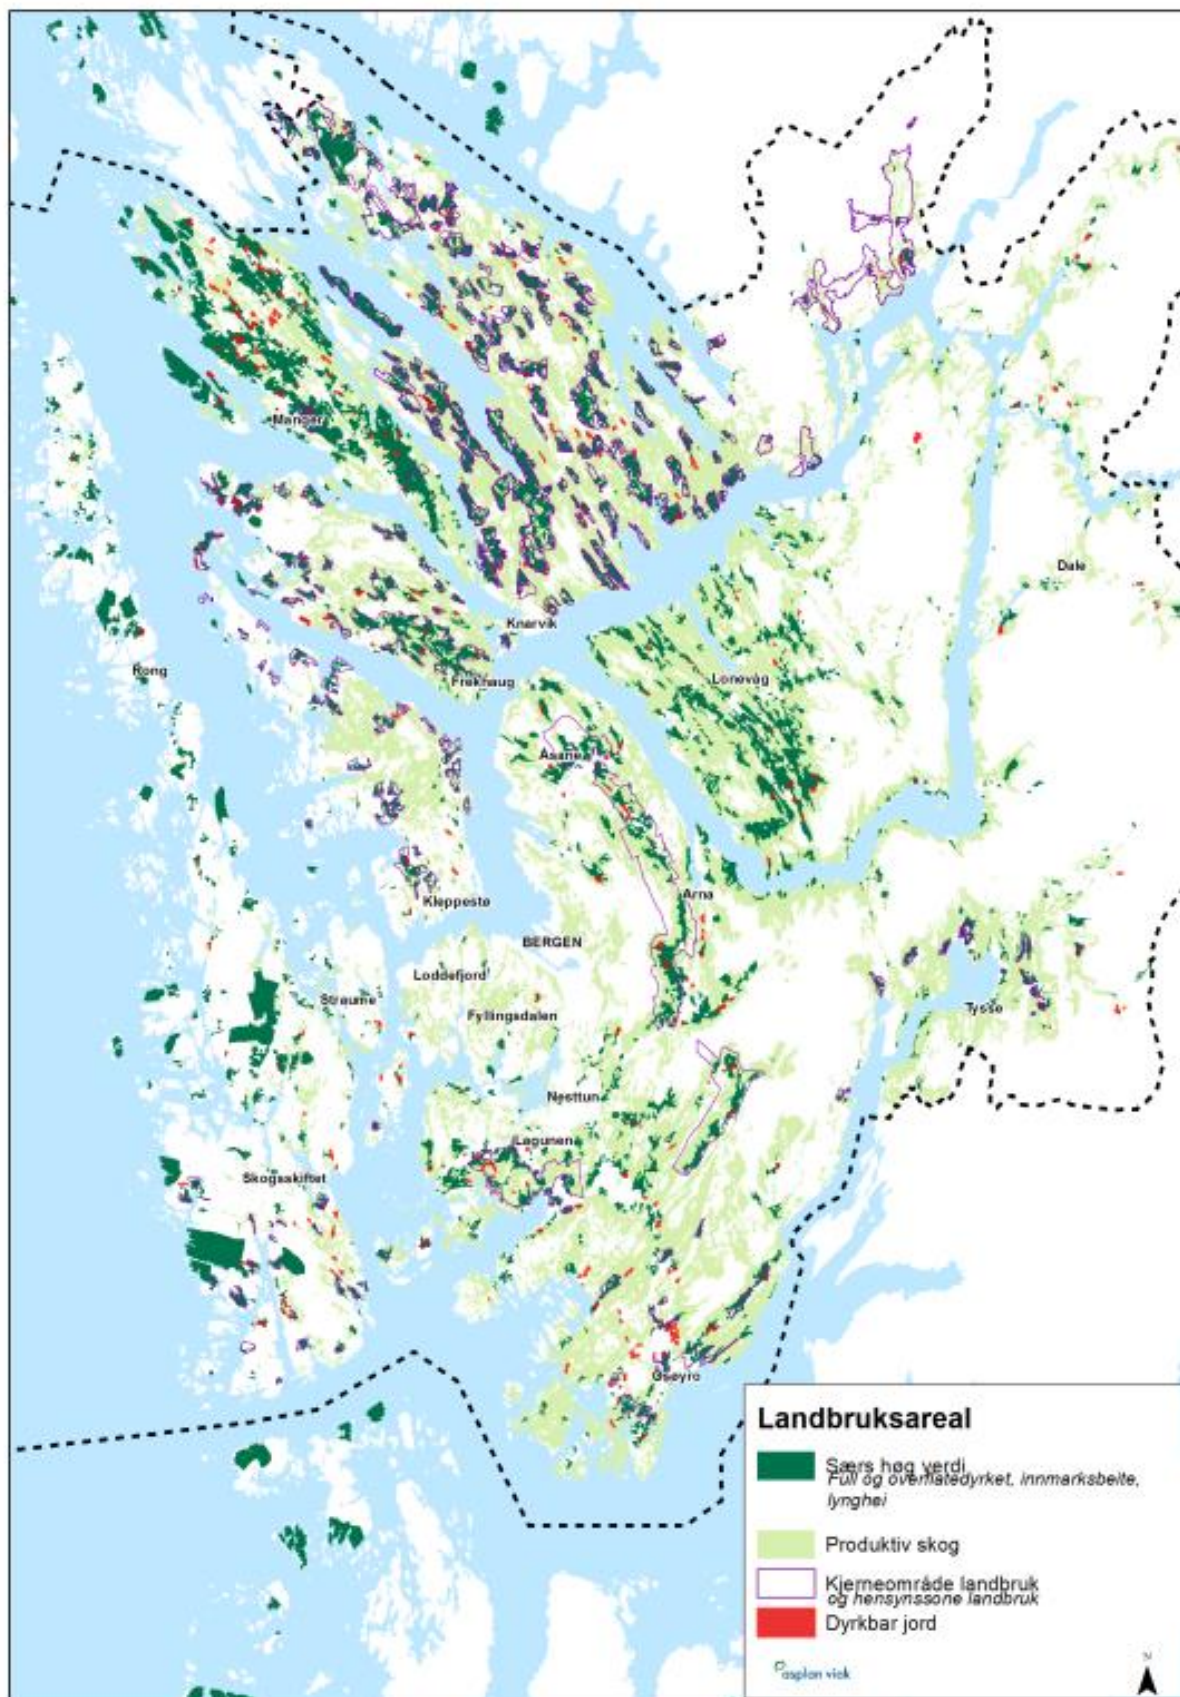 Manger
Dale
Knarvik
Rong
Frekhaug
Lonevåg
Åsane
Arna
Kleppestø
BERGEN
Loddefjord
Straume
Fyllingsdalen
Tysse
Nesttun
Lagunen
Skogsskiftet
Osøyro
Landbruksareal
Særs høg verdi
Full og overflatedyrket, innmarksbeite,
lynghei
Produktiv skog
Kjerneområde landbruk
og hensynssone landbruk
Dyrkbar jord
asplan viak
N